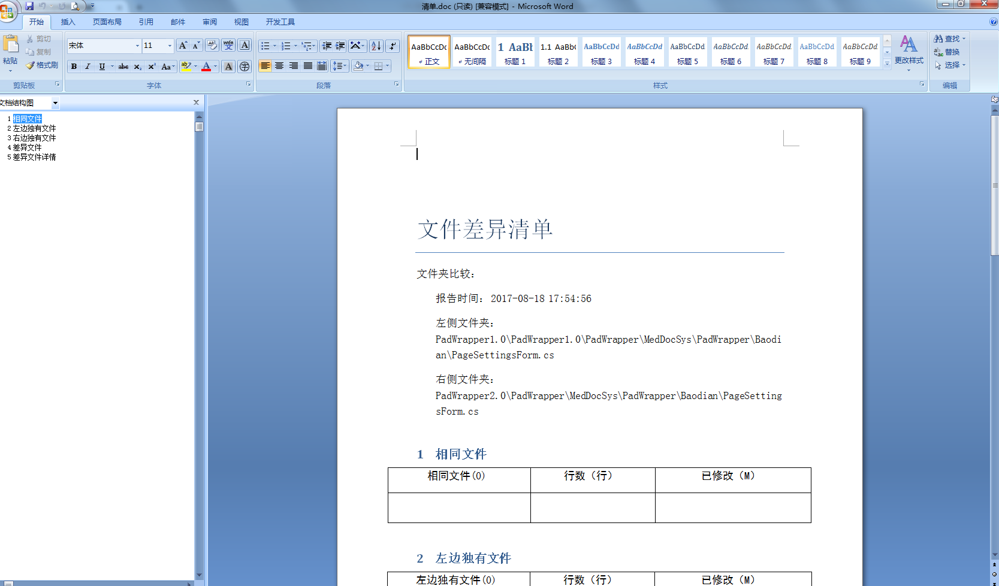 清单.doc (只读) [兼容模式] - Microsoft Word
开始 插入 页面布局 引用 邮件 审阅 视图 开发工具
粘贴
剪切
复制
格式刷
剪贴板
宋体 11
字体
段落
AaBbCcDc AaBbCcDc 1 AaBb 1.1 AaBbC AaBbCcDd AaBbCcDd AaBbCcDd AaBbCcDd. AaBbCcDd. AaBbCcDd AaBbCcDd.
正文 无间隔 标题 1 标题 2 标题 3 标题 4 标题 5 标题 6 标题 7 标题 8 标题 9
更改样式
样式
查找
替换
选择
编辑
文档结构图
1 相同文件
2 左边独有文件
3 右边独有文件
4 差异文件
5 差异文件详情
文件差异清单
文件夹比较：
报告时间：2017-08-18 17:54:56
左侧文件夹：
PadWrapper1.0\PadWrapper1.0\PadWrapper\MedDocSys\PadWrapper\Baodi
an\PageSettingsForm.cs
右侧文件夹：
PadWrapper2.0\PadWrapper\MedDocSys\PadWrapper\Baodian\PageSetting
sForm.cs
1 相同文件
相同文件(0) 行数（行） 已修改（M）
2 左边独有文件
左边独有文件(0) 行数（行） 已修改（M）